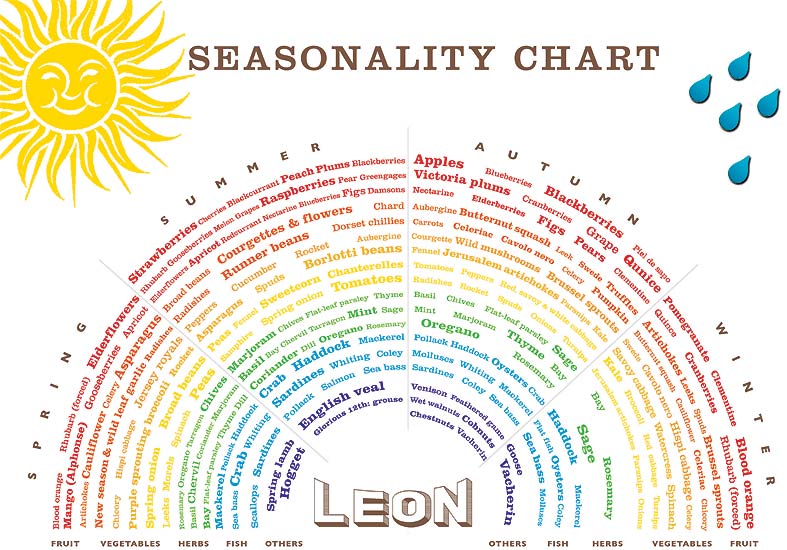 SEASONALITY CHART
SPRING
SUMMER
AUTUMN
WINTER
Blood orange Rhubarb (forced) Elderflowers
Mango (Alphonse) Gooseberries Apricot
Artichokes Cauliflower Celery Asparagus
New season & wild leaf garlic Radishes
Chicory Hispi cabbage Jersey royals
Purple sprouting broccoli Rocket
Spring onion Broad beans
Leeks Morels Spinach Peas
Rosemary Oregano Tarragon Chives
Basil Chervil Coriander Marjoram
Bay Flat-leaf parsley Thyme Dill
Mackerel Pollock Haddock
Sea bass Crab Whiting
Scallops Sardines
Spring lamb
Hogget
Strawberries Cherries Blackcurrant Peach Plums Blackberries
Rhubarb Gooseberries Melon Grapes Raspberries Pear Greengages
Elderflowers Apricot Redcurrant Nectarine Blueberries Figs Damsons
Broad beans Courgettes & flowers Chard
Radishes Runner beans Dorset chillies
Peppers Cucumber Rocket Aubergine
Asparagus Spuds Borlotti beans
Peas Fennel Sweetcorn Chanterelles
Spring onion Tomatoes
Marjoram Chives Flat-leaf parsley Thyme
Basil Bay Chervil Tarragon Mint Sage
Coriander Dill Oregano Rosemary
Crab Haddock Mackerel
Sardines Whiting Coley
Pollock Salmon Sea bass
English veal
Glorious 12th: grouse
Apples Blueberries Blackberries Piel de sapo
Victoria plums Cranberries Grape Quince
Nectarine Elderberries Figs Pears Clementine
Aubergine Butternut squash Leek Swede Truffles
Carrots Celeriac Cavolo nero Celery Pumpkin
Courgette Wild mushrooms Brussel sprouts
Fennel Jerusalem artichokes Parsnips Kale
Tomatoes Peppers Red, savoy & white cabbage
Radishes Rocket Spuds Onions Turnips
Basil Chives Flat-leaf parsley Sage
Mint Marjoram Thyme Bay
Oregano Rosemary
Pollock Haddock Oysters Crab
Molluscs Whiting Mackerel
Sardines Coley Sea bass
Venison Feathered game
Wet walnuts Cobnuts
Chestnuts Vacherin
Pomegranate Clementine Blood orange
Quince Cranberries Rhubarb (forced)
Artichokes Leeks Spuds Brussel sprouts
Butternut squash Cauliflower Celeriac Chicory
Swede Cavolo nero Hispi cabbage Celery
Savoy cabbage Watercress Spinach
Kale Broccoli Red cabbage Turnips
Jerusalem artichokes Parsnips Onions
Sage Rosemary
Bay
Haddock Mackerel
Flat fish Oysters Coley
Sea bass Molluscs
Goose
Vacherin
LEON
FRUIT VEGETABLES HERBS FISH OTHERS
OTHERS FISH HERBS VEGETABLES FRUIT